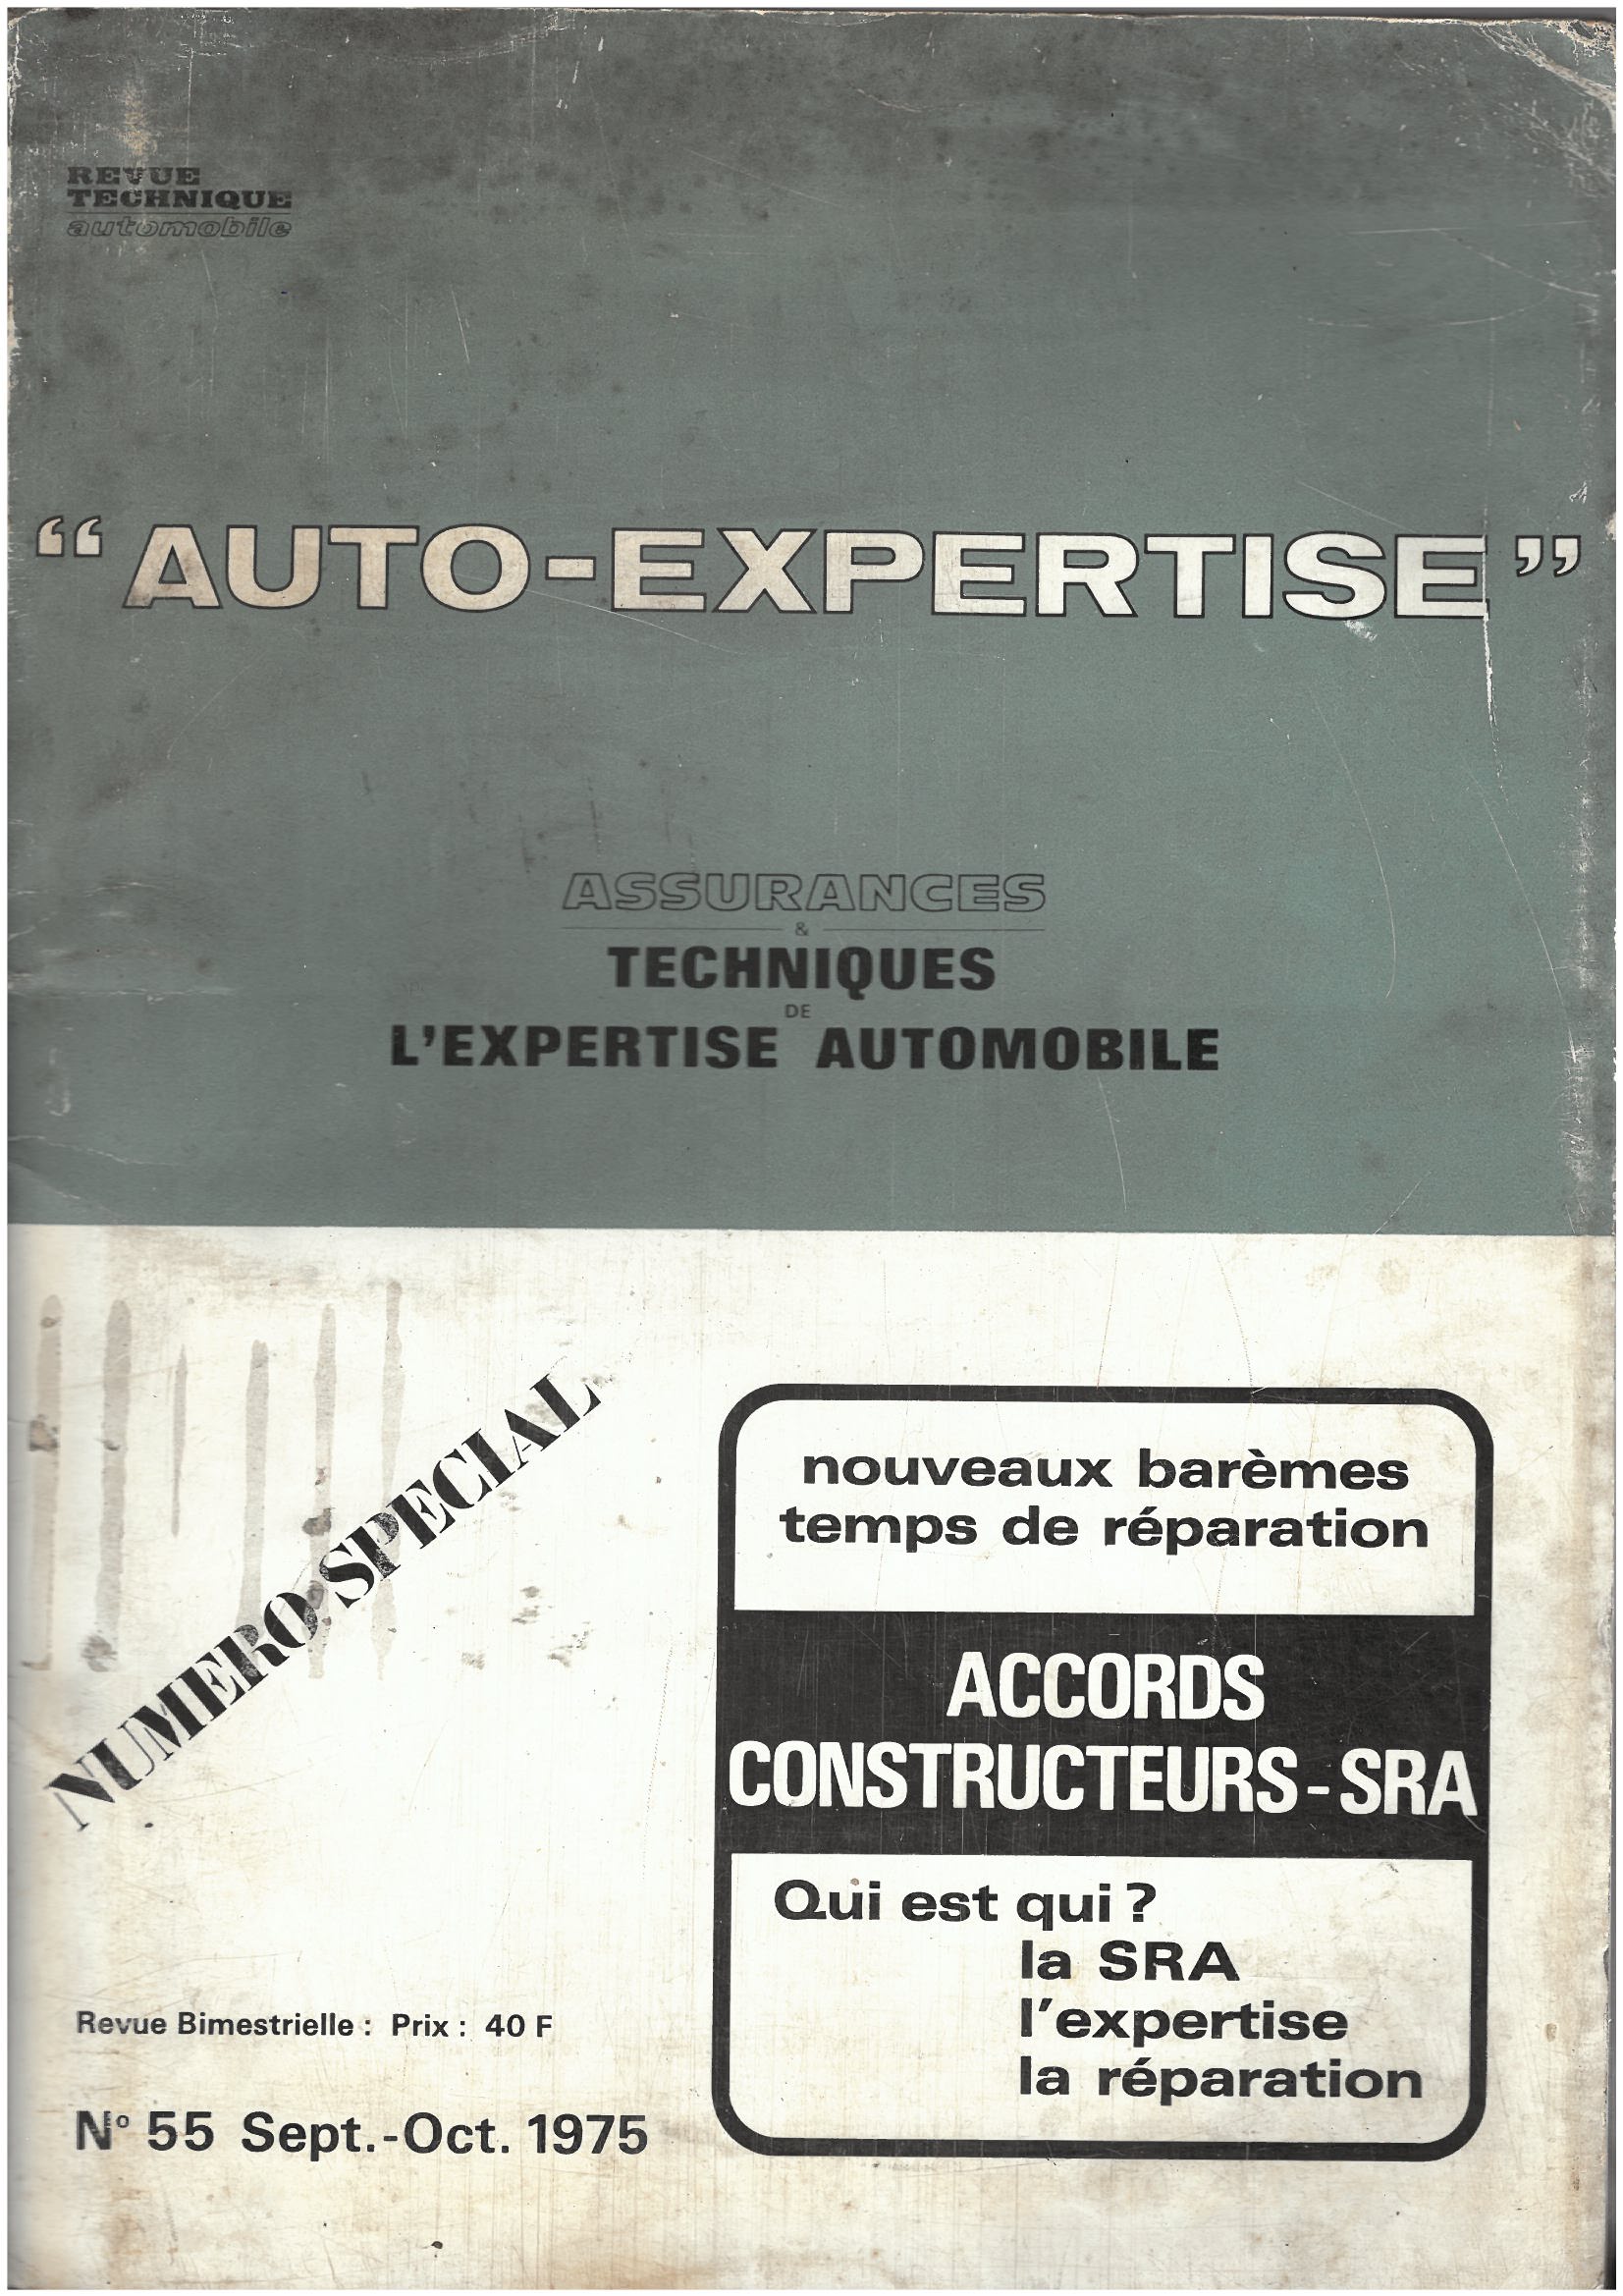 REVUE
TECHNIQUE
automobile
“AUTO-EXPERTISE”
ASSURANCES
&
TECHNIQUES
DE
L'EXPERTISE AUTOMOBILE
NUMERO SPECIAL
nouveaux barèmes
temps de réparation
ACCORDS
CONSTRUCTEURS-SRA
Qui est qui ?
la SRA
l'expertise
la réparation
Revue Bimestrielle : Prix : 40 F
Nº 55 Sept.-Oct. 1975